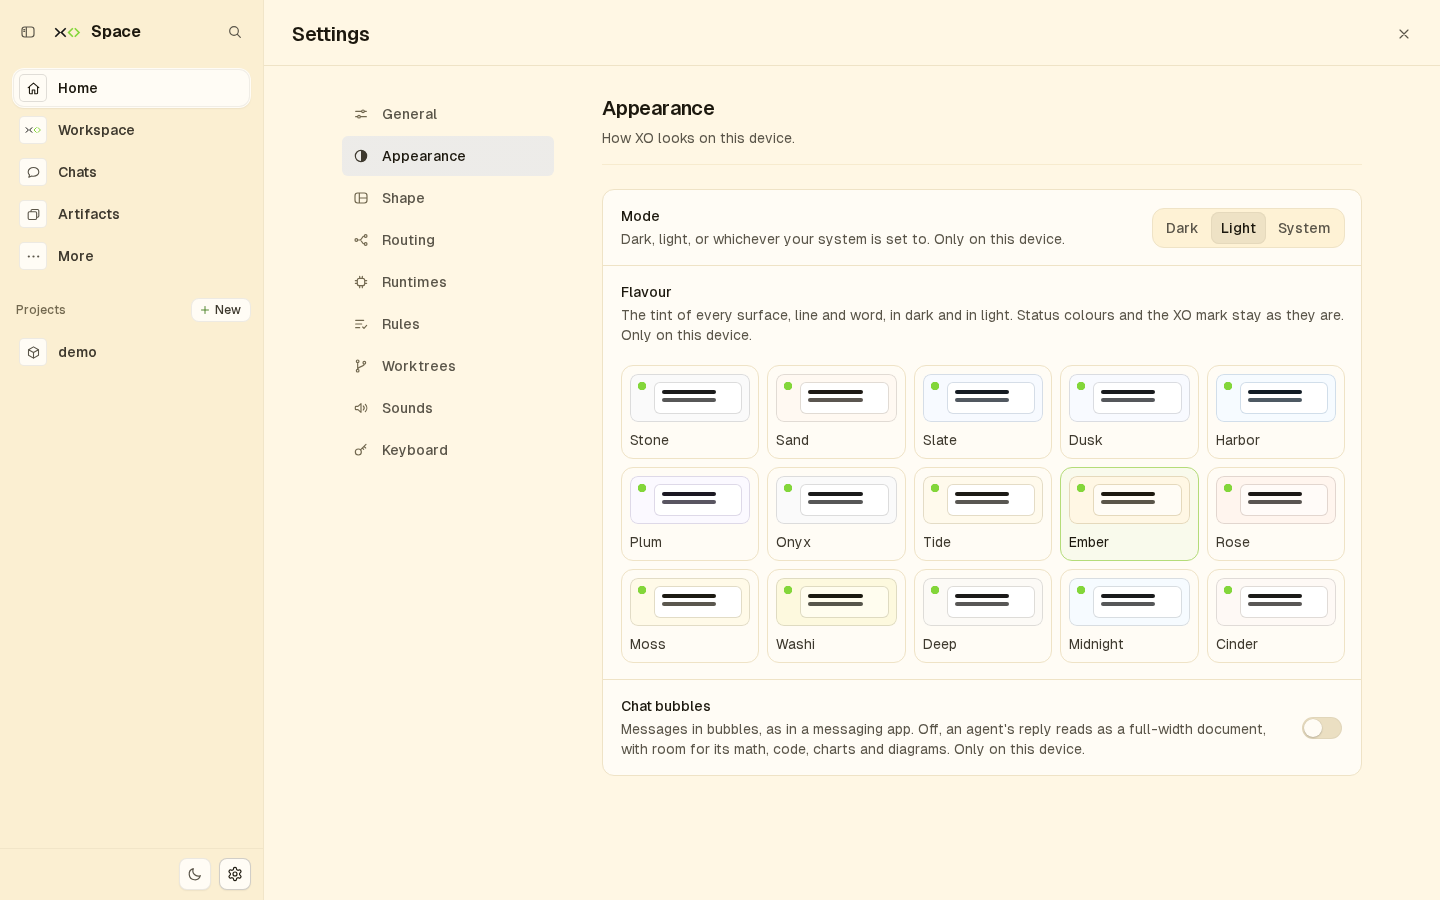 Space
Home
Workspace
Chats
Artifacts
More
Projects
New
demo
Settings
General
Appearance
Shape
Routing
Runtimes
Rules
Worktrees
Sounds
Keyboard
Appearance
How XO looks on this device.
Mode
Dark, light, or whichever your system is set to. Only on this device.
Dark Light System
Flavour
The tint of every surface, line and word, in dark and in light. Status colours and the XO mark stay as they are.
Only on this device.
Stone Sand Slate Dusk Harbor
Plum Onyx Tide Ember Rose
Moss Washi Deep Midnight Cinder
Chat bubbles
Messages in bubbles, as in a messaging app. Off, an agent's reply reads as a full-width document,
with room for its math, code, charts and diagrams. Only on this device.